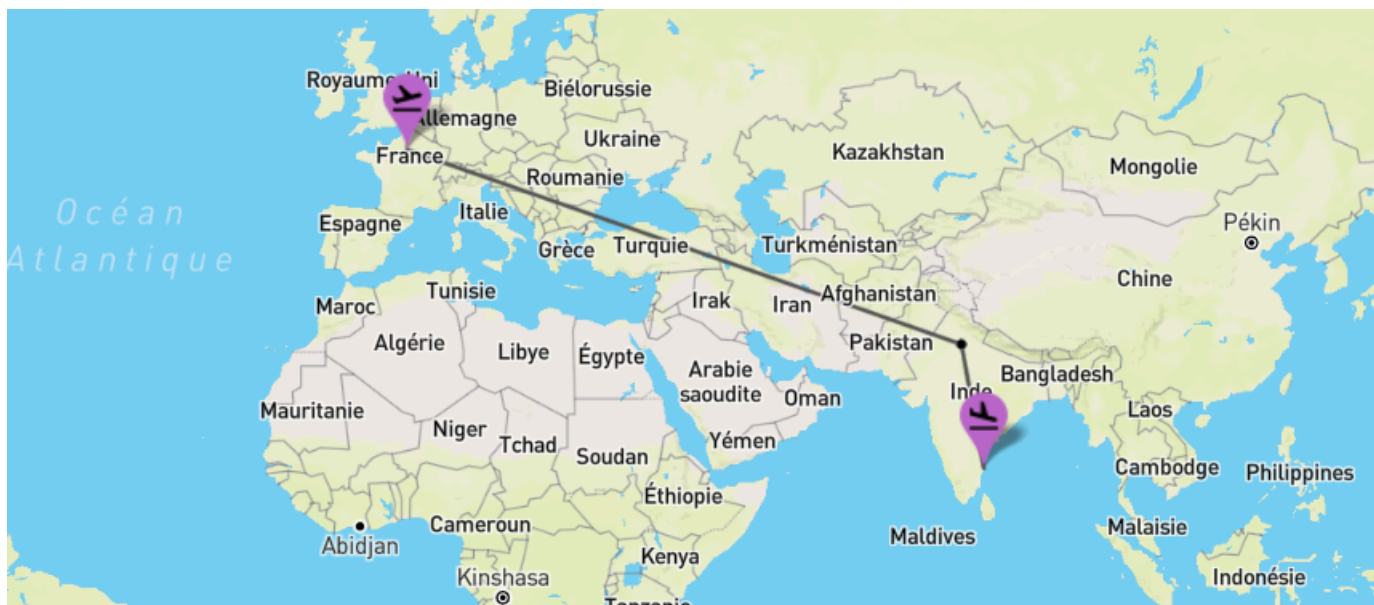 Royaume-Uni
Biélorussie
Allemagne
Ukraine
France
Kazakhstan
Mongolie
Roumanie
Océan
Atlantique
Espagne
Italie
Pékin
Grèce
Turquie
Turkménistan
Chine
Tunisie
Maroc
Irak
Iran
Afghanistan
Algérie
Libye
Égypte
Pakistan
Arabie
saoudite
Oman
Inde
Bangladesh
Mauritanie
Niger
Tchad
Soudan
Yémen
Laos
Cambodge
Philippines
Éthiopie
Cameroun
Abidjan
Maldives
Malaisie
Kenya
Kinshasa
Indonésie
Tanzanie